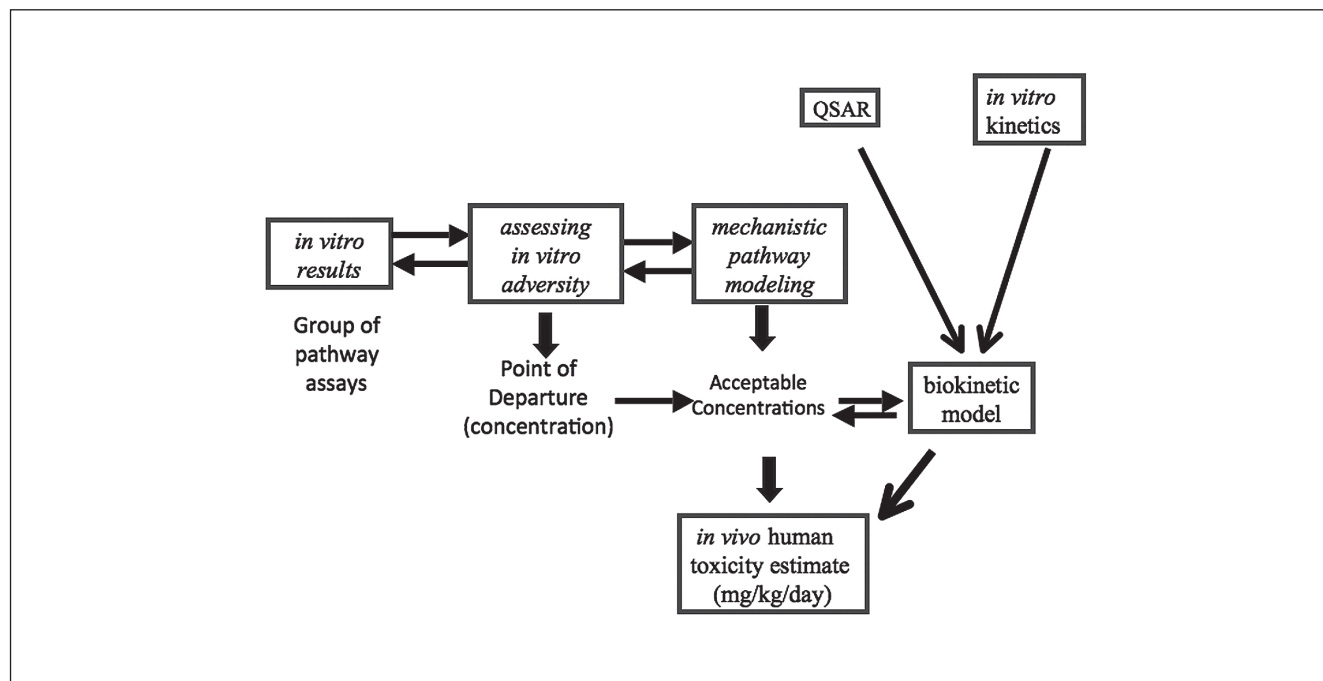 QSAR
in vitro
kinetics
in vitro
results
assessing
in vitro
adversity
mechanistic
pathway
modeling
Group of
pathway
assays
Point of
Departure
(concentration)
Acceptable
Concentrations
biokinetic
model
in vivo human
toxicity estimate
(mg/kg/day)